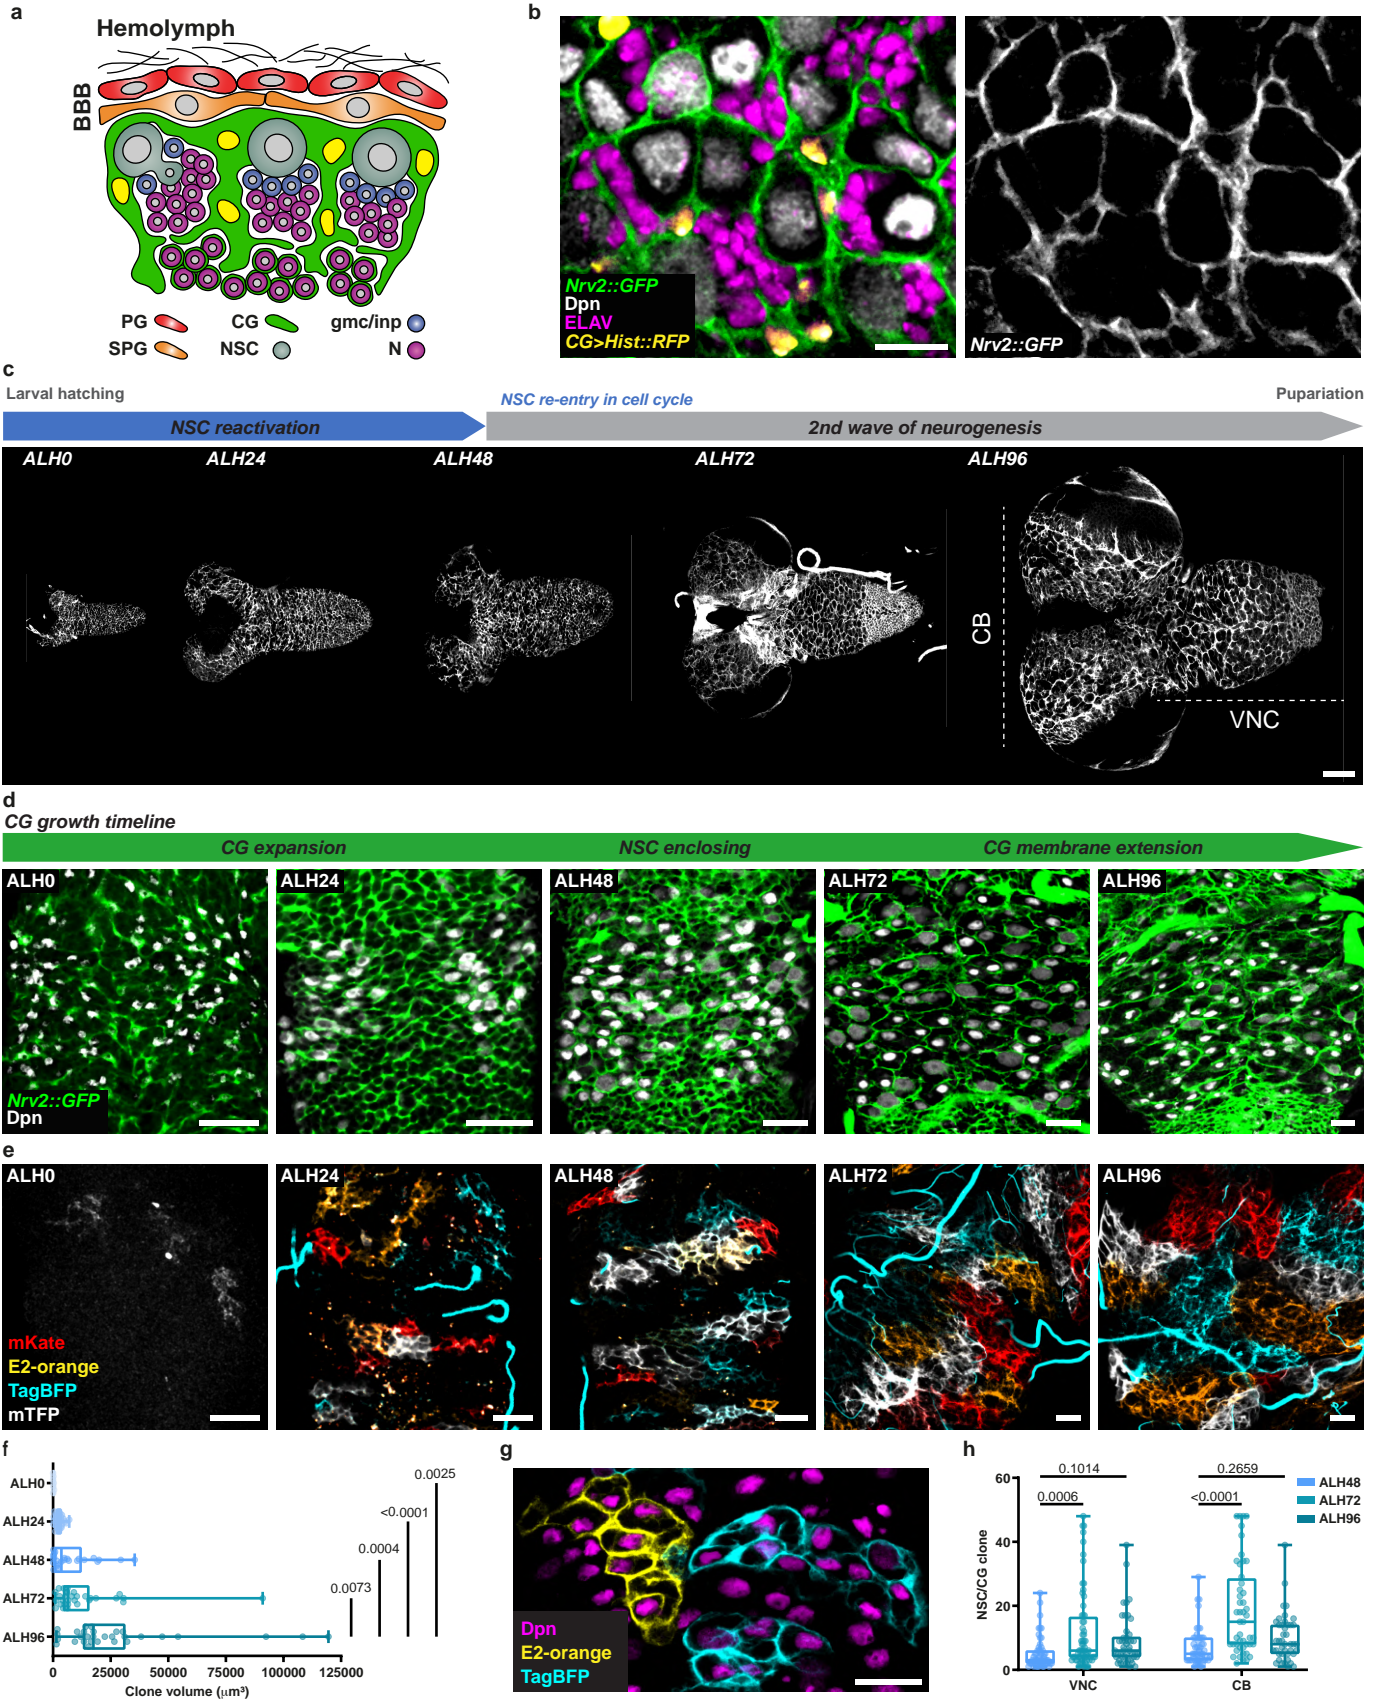 a
Hemolymph
BBB
PG
CG
gmc/inp
SPG
NSC
N
b
Nrv2::GFP
Dpn
ELAV
CG>Hist::RFP
Nrv2::GFP
c
Larval hatching
NSC re-entry in cell cycle
Pupariation
NSC reactivation
2nd wave of neurogenesis
ALH0
ALH24
ALH48
ALH72
ALH96
CB
VNC
d
CG growth timeline
CG expansion
NSC enclosing
CG membrane extension
ALH0
ALH24
ALH48
ALH72
ALH96
Nrv2::GFP
Dpn
e
ALH0
ALH24
ALH48
ALH72
ALH96
mKate
E2-orange
TagBFP
mTFP
f
ALH0
ALH24
ALH48
ALH72
ALH96
0.0073
0.0004
<0.0001
0.0025
0
25000
50000
75000
100000
125000
Clone volume (µm³)
g
Dpn
E2-orange
TagBFP
h
NSC/CG clone
60
40
20
0
0.1014
0.0006
0.2659
<0.0001
VNC
CB
ALH48
ALH72
ALH96